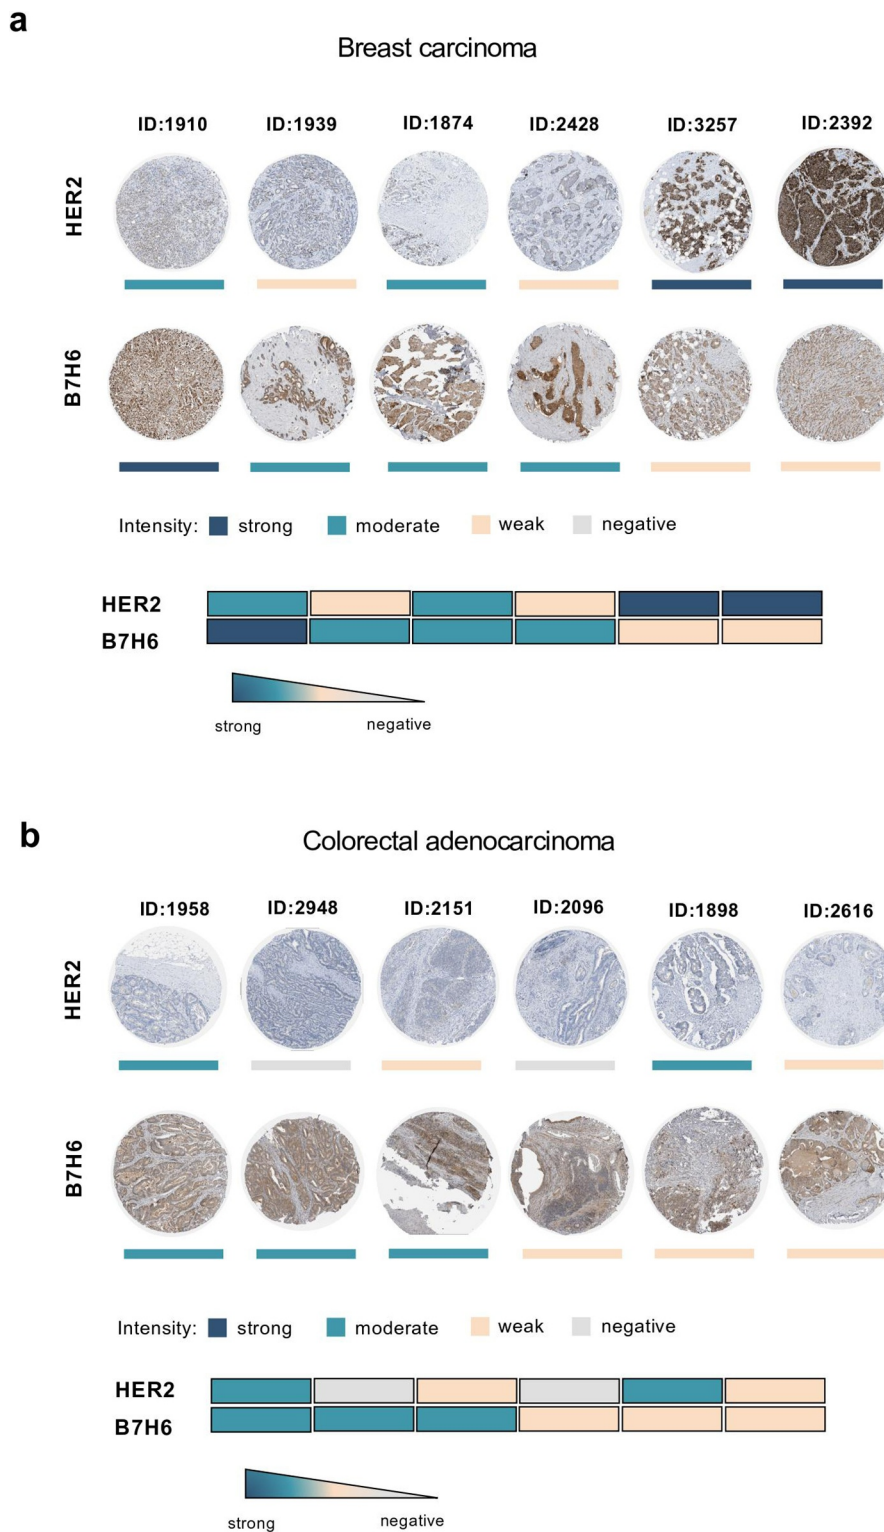 a
Breast carcinoma
ID:1910 ID:1939 ID:1874 ID:2428 ID:3257 ID:2392
HER2
B7H6
Intensity: strong moderate weak negative
HER2
B7H6
strong negative
b
Colorectal adenocarcinoma
ID:1958 ID:2948 ID:2151 ID:2096 ID:1898 ID:2616
HER2
B7H6
Intensity: strong moderate weak negative
HER2
B7H6
strong negative